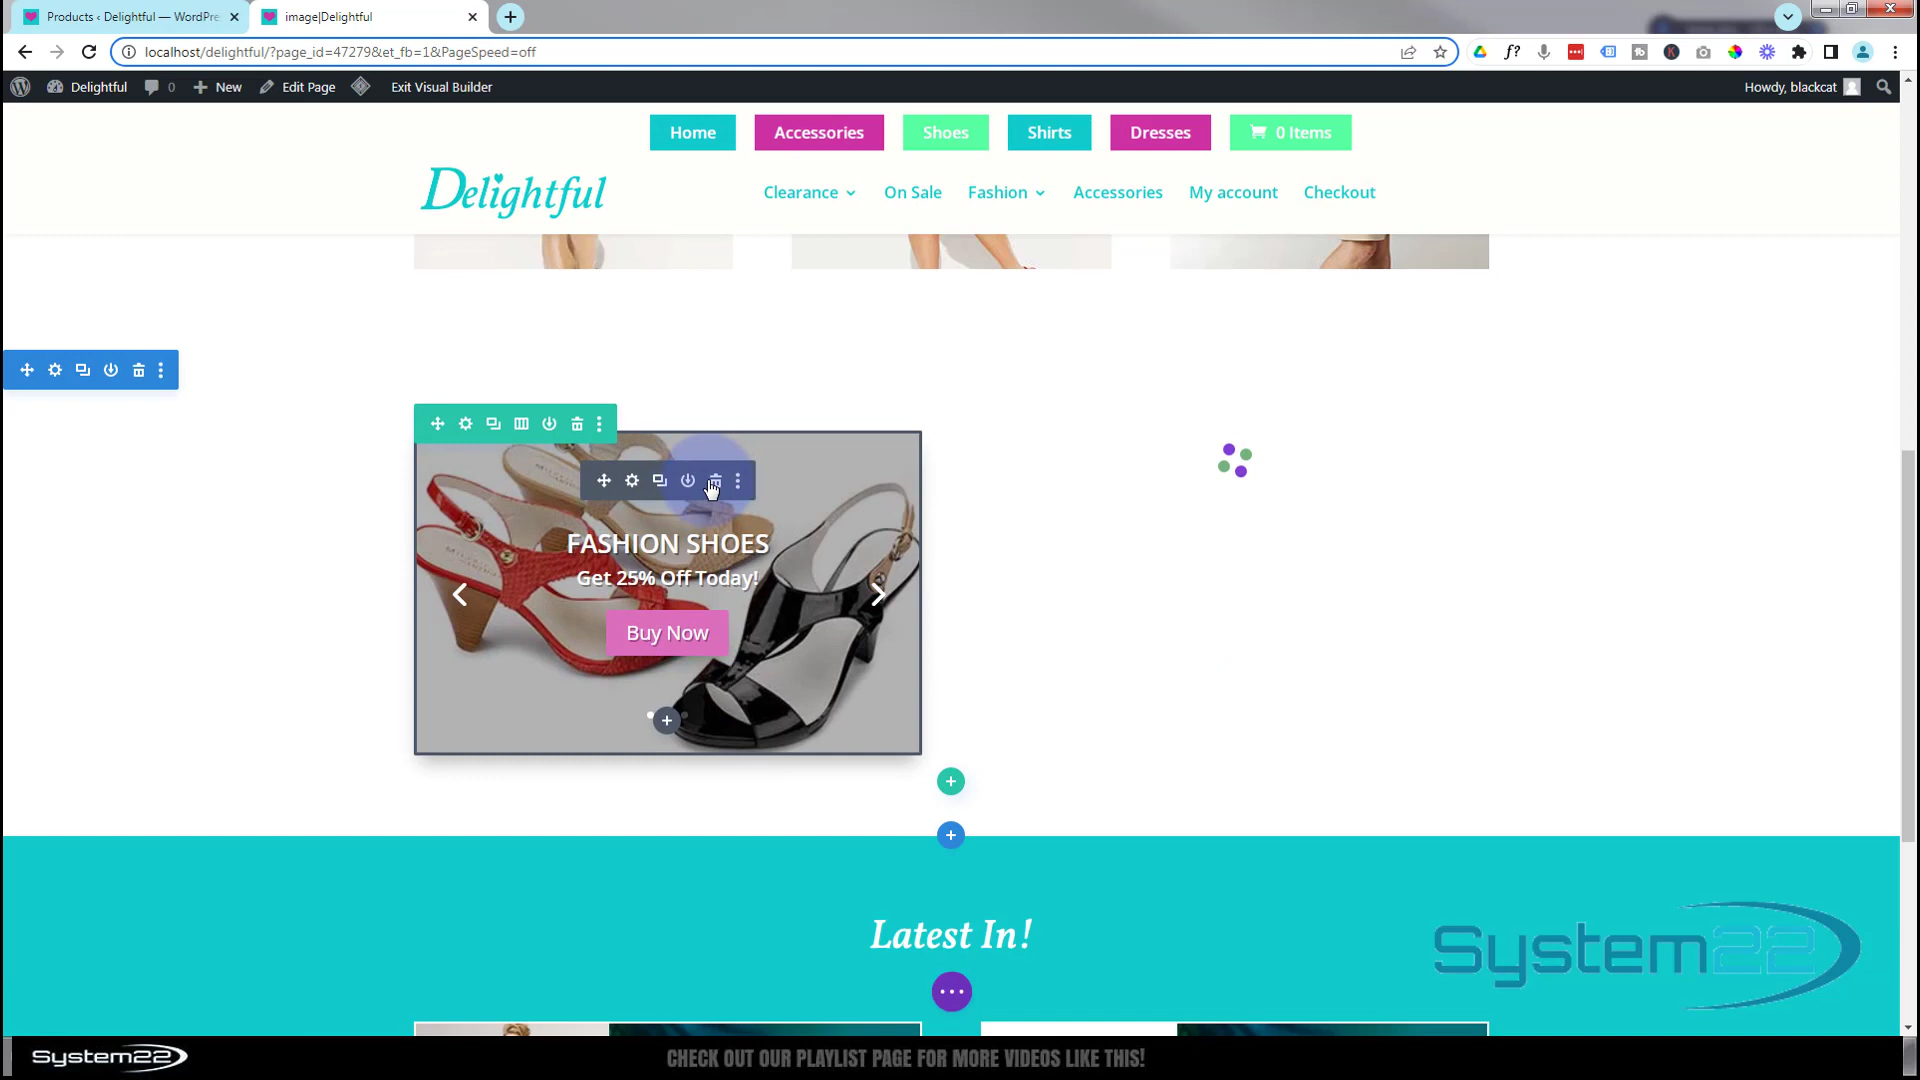 Products ‹ Delightful — WordPre
image|Delightful
localhost/delightful/?page_id=47279&et_fb=1&PageSpeed=off
Delightful
0
New
Edit Page
Exit Visual Builder
Howdy, blackcat
Home
Accessories
Shoes
Shirts
Dresses
0 Items
Delightful
Clearance
On Sale
Fashion
Accessories
My account
Checkout
FASHION SHOES
Get 25% Off Today!
Buy Now
Latest In!
System22
System22
CHECK OUT OUR PLAYLIST PAGE FOR MORE VIDEOS LIKE THIS!